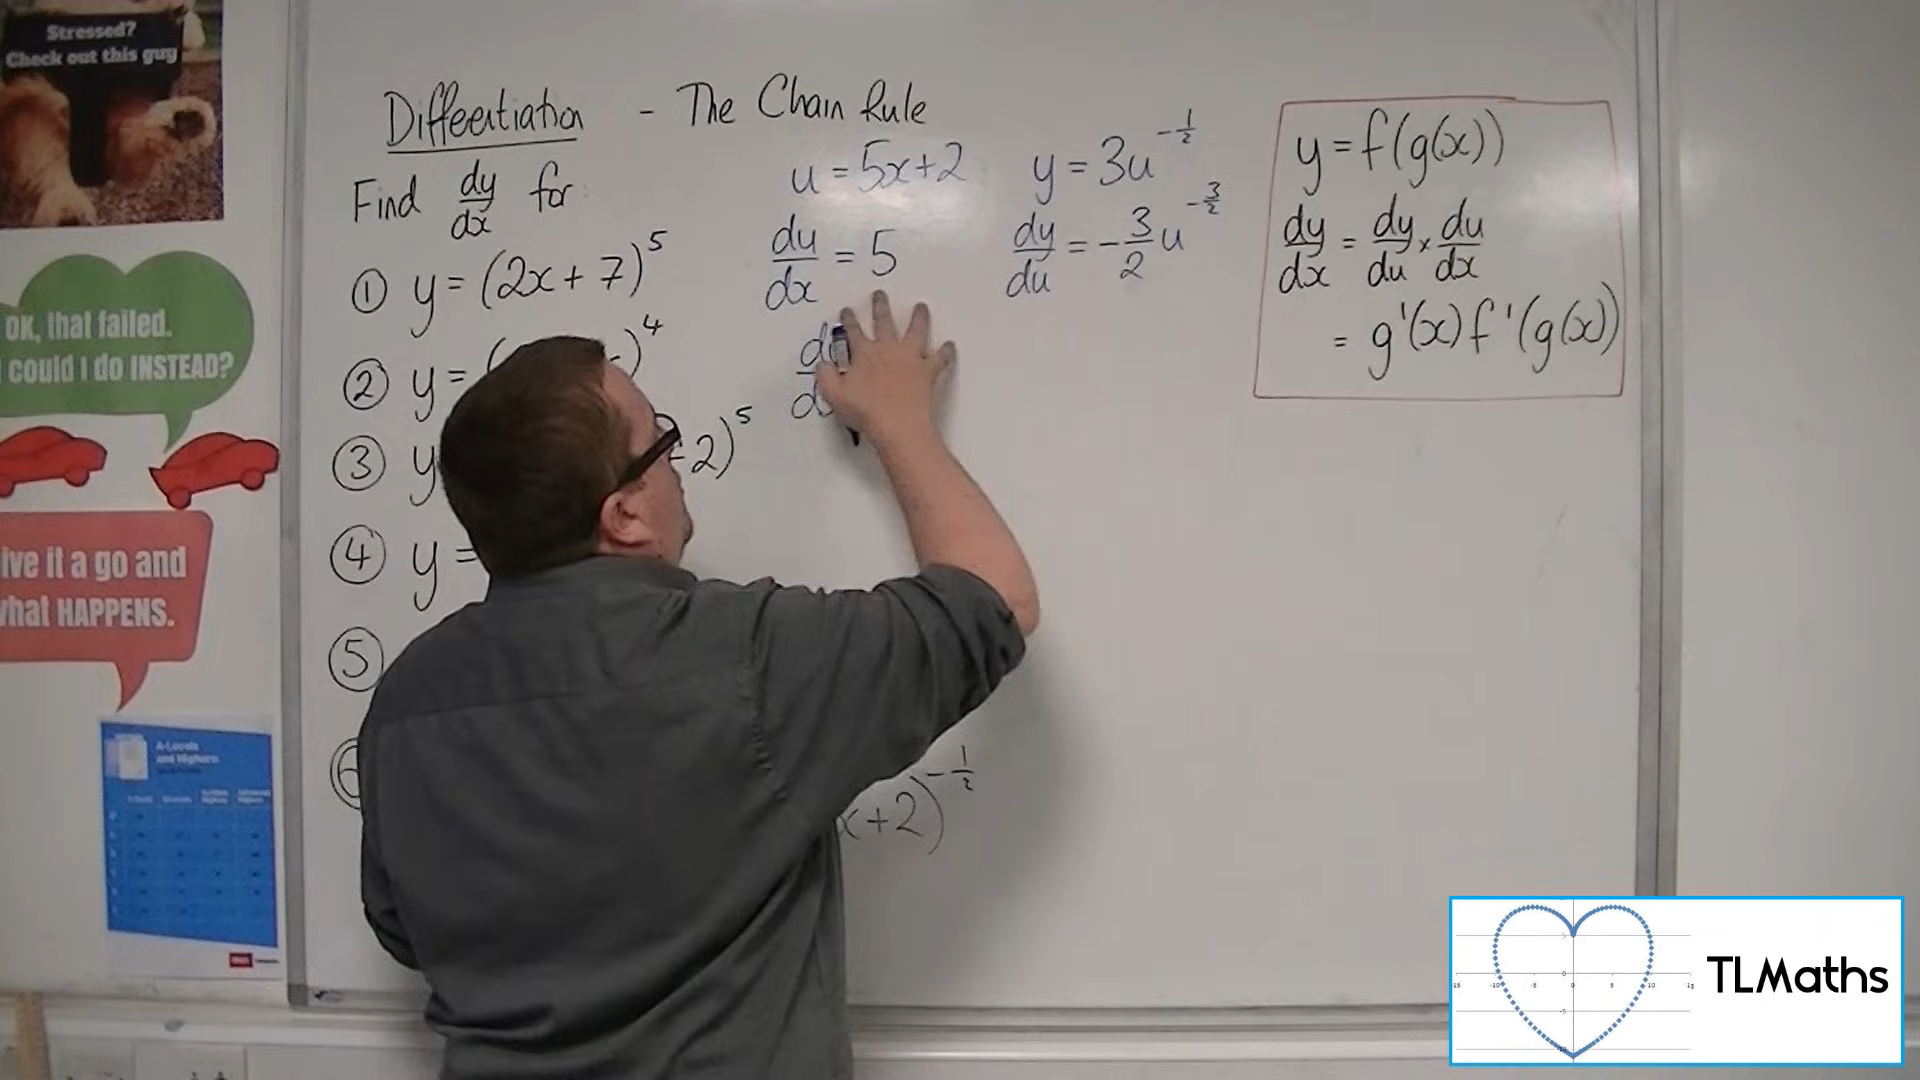 Stressed?
Check out this guy
OK, that failed.
could I do INSTEAD?
ive it a go and
what HAPPENS.
A-Levels
and Highers
Differentiation - The Chain Rule
Find dy/dx for
① y = (2x + 7)^5
② y = ( )^4
③ y 2)^5
④ y =
⑤
⑥
x+2)^-1/2
u = 5x+2
du/dx = 5
y = 3u^-1/2
dy/du = -3/2 u^-3/2
y = f(g(x))
dy/dx = dy/du × du/dx
= g'(x) f'(g(x))
TLMaths